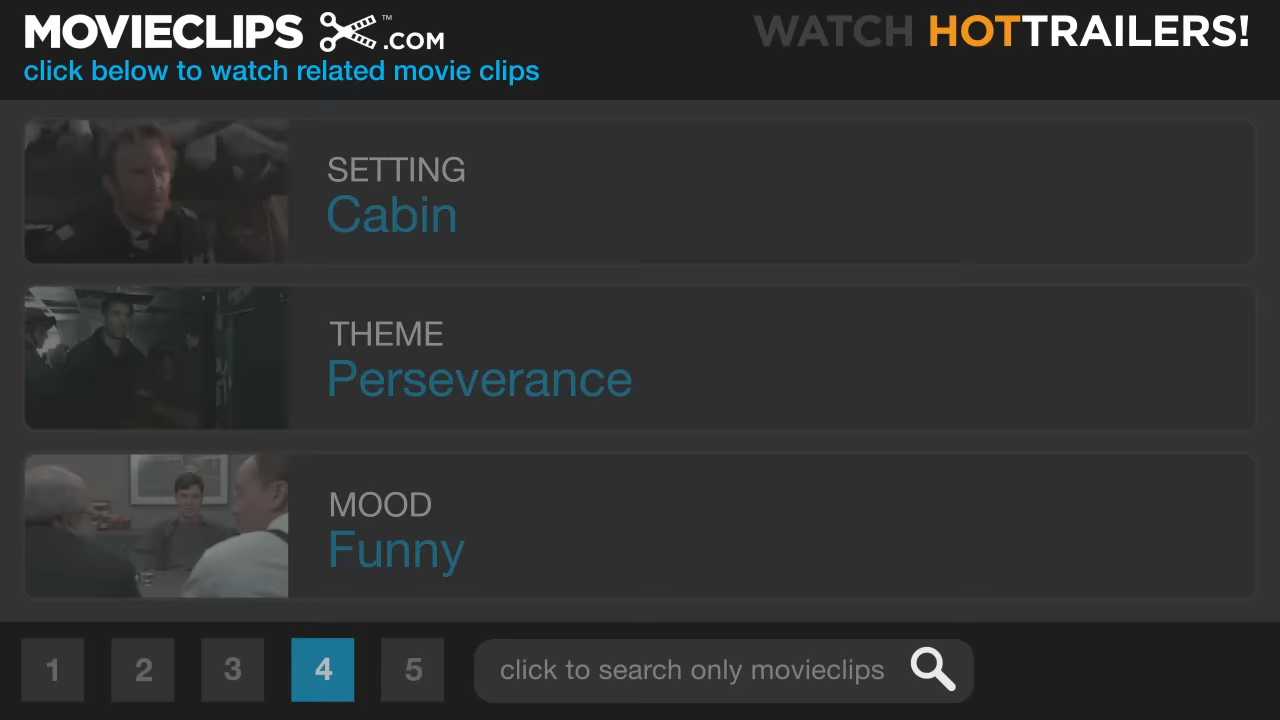 MOVIECLIPS™.COM
WATCH HOTTRAILERS!
click below to watch related movie clips
SETTING
Cabin
THEME
Perseverance
MOOD
Funny
1 2 3 4 5
click to search only movieclips